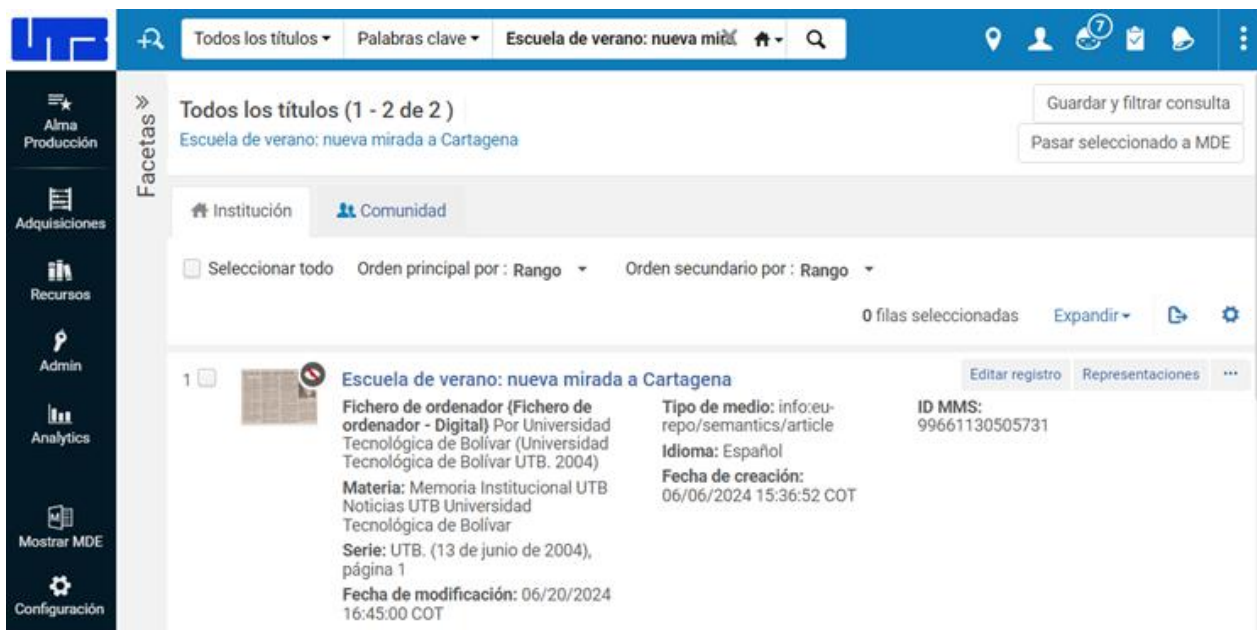 UTB
Todos los títulos
Palabras clave
Escuela de verano: nueva mira
7
Alma
Producción
Adquisiciones
Recursos
Admin
Analytics
Mostrar MDE
Configuración
Facetas
Todos los títulos (1 - 2 de 2 )
Escuela de verano: nueva mirada a Cartagena
Guardar y filtrar consulta
Pasar seleccionado a MDE
Institución
Comunidad
Seleccionar todo
Orden principal por : Rango
Orden secundario por : Rango
0 filas seleccionadas
Expandir
1
Escuela de verano: nueva mirada a Cartagena
Editar registro
Representaciones
Fichero de ordenador {Fichero de
ordenador - Digital} Por Universidad
Tecnológica de Bolívar (Universidad
Tecnológica de Bolívar UTB. 2004)
Materia: Memoria Institucional UTB
Noticias UTB Universidad
Tecnológica de Bolívar
Serie: UTB. (13 de junio de 2004),
página 1
Fecha de modificación: 06/20/2024
16:45:00 COT
Tipo de medio: info:eu-
repo/semantics/article
Idioma: Español
Fecha de creación:
06/06/2024 15:36:52 COT
ID MMS:
99661130505731